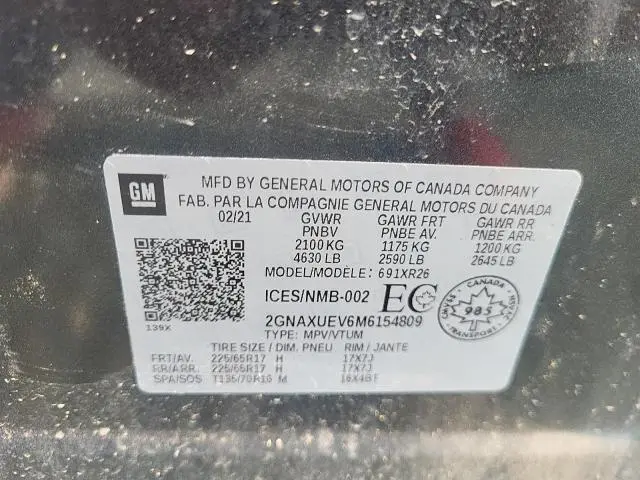 GM
MFD BY GENERAL MOTORS OF CANADA COMPANY
FAB. PAR LA COMPAGNIE GENERAL MOTORS DU CANADA
02/21 GVWR GAWR FRT GAWR RR
PNBV PNBE AV. PNBE ARR.
2100 KG 1175 KG 1200 KG
4630 LB 2590 LB 2645 LB
MODEL/MODÈLE: 691XR26
ICES/NMB-002 EC
CANADA
985
TRANSPORT
139X
2GNAXUEV6M6154809
TYPE: MPV/VTUM
TIRE SIZE / DIM. PNEU RIM / JANTE
FRT/AV. 225/65R17 H 17X7J
RR/ARR. 225/65R17 H 17X7J
SPA/SOS T135/70R16 M 16X4BF